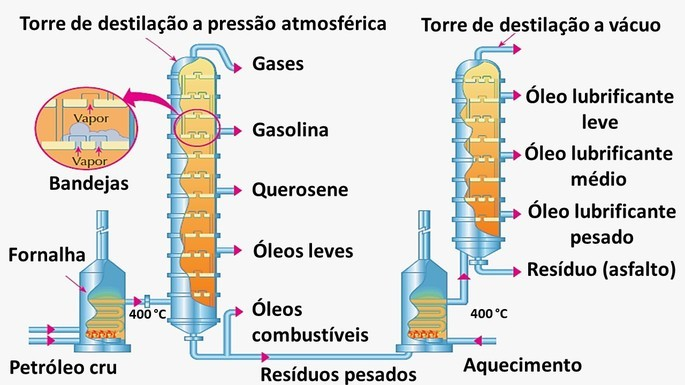 Torre de destilação a pressão atmosférica
Torre de destilação a vácuo
Gases
Gasolina
Querosene
Óleos leves
Óleos
combustíveis
Vapor
Vapor
Bandejas
Fornalha
400 °C
Petróleo cru
Resíduos pesados
Óleo lubrificante
leve
Óleo lubrificante
médio
Óleo lubrificante
pesado
Resíduo (asfalto)
400 °C
Aquecimento